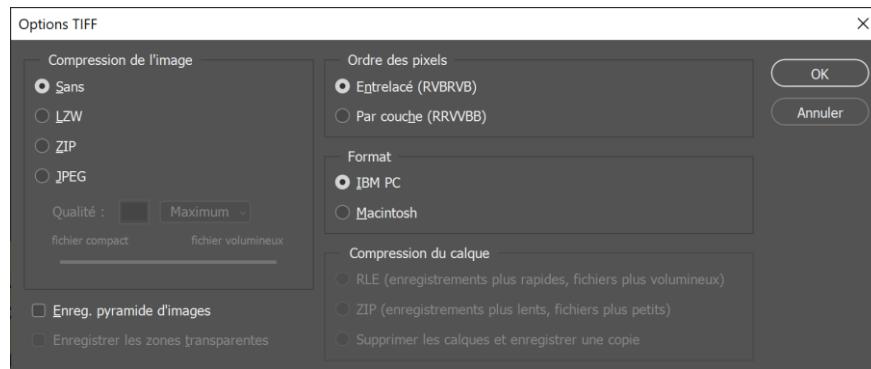 Options TIFF
Compression de l'image
Sans
LZW
ZIP
JPEG
Qualité :
Maximum
fichier compact
fichier volumineux
Enreg. pyramide d'images
Enregistrer les zones transparentes
Ordre des pixels
Entrelacé (RVBRVB)
Par couche (RRVVBB)
Format
IBM PC
Macintosh
Compression du calque
RLE (enregistrements plus rapides, fichiers plus volumineux)
ZIP (enregistrements plus lents, fichiers plus petits)
Supprimer les calques et enregistrer une copie
OK
Annuler